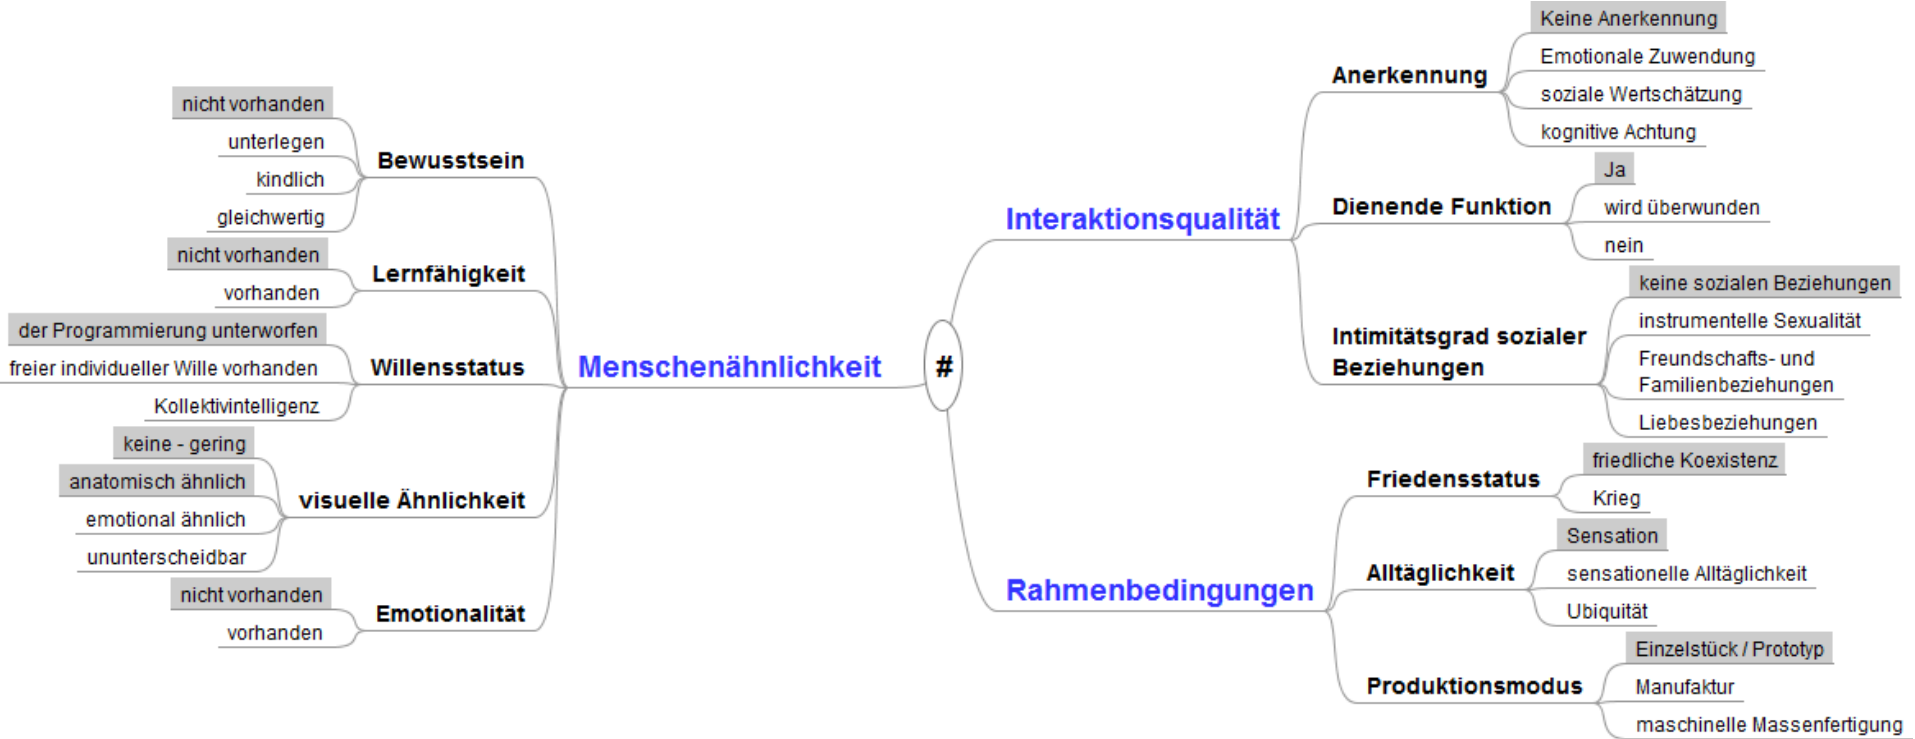 nicht vorhanden
unterlegen
kindlich
gleichwertig
Bewusstsein
nicht vorhanden
vorhanden
Lernfähigkeit
der Programmierung unterworfen
freier individueller Wille vorhanden
Kollektivintelligenz
Willensstatus
keine - gering
anatomisch ähnlich
emotional ähnlich
ununterscheidbar
visuelle Ähnlichkeit
nicht vorhanden
vorhanden
Emotionalität
Menschenähnlichkeit
#
Interaktionsqualität
Anerkennung
Keine Anerkennung
Emotionale Zuwendung
soziale Wertschätzung
kognitive Achtung
Dienende Funktion
Ja
wird überwunden
nein
Intimitätsgrad sozialer
Beziehungen
keine sozialen Beziehungen
instrumentelle Sexualität
Freundschafts- und
Familienbeziehungen
Liebesbeziehungen
Rahmenbedingungen
Friedensstatus
friedliche Koexistenz
Krieg
Alltäglichkeit
Sensation
sensationelle Alltäglichkeit
Ubiquität
Produktionsmodus
Einzelstück / Prototyp
Manufaktur
maschinelle Massenfertigung